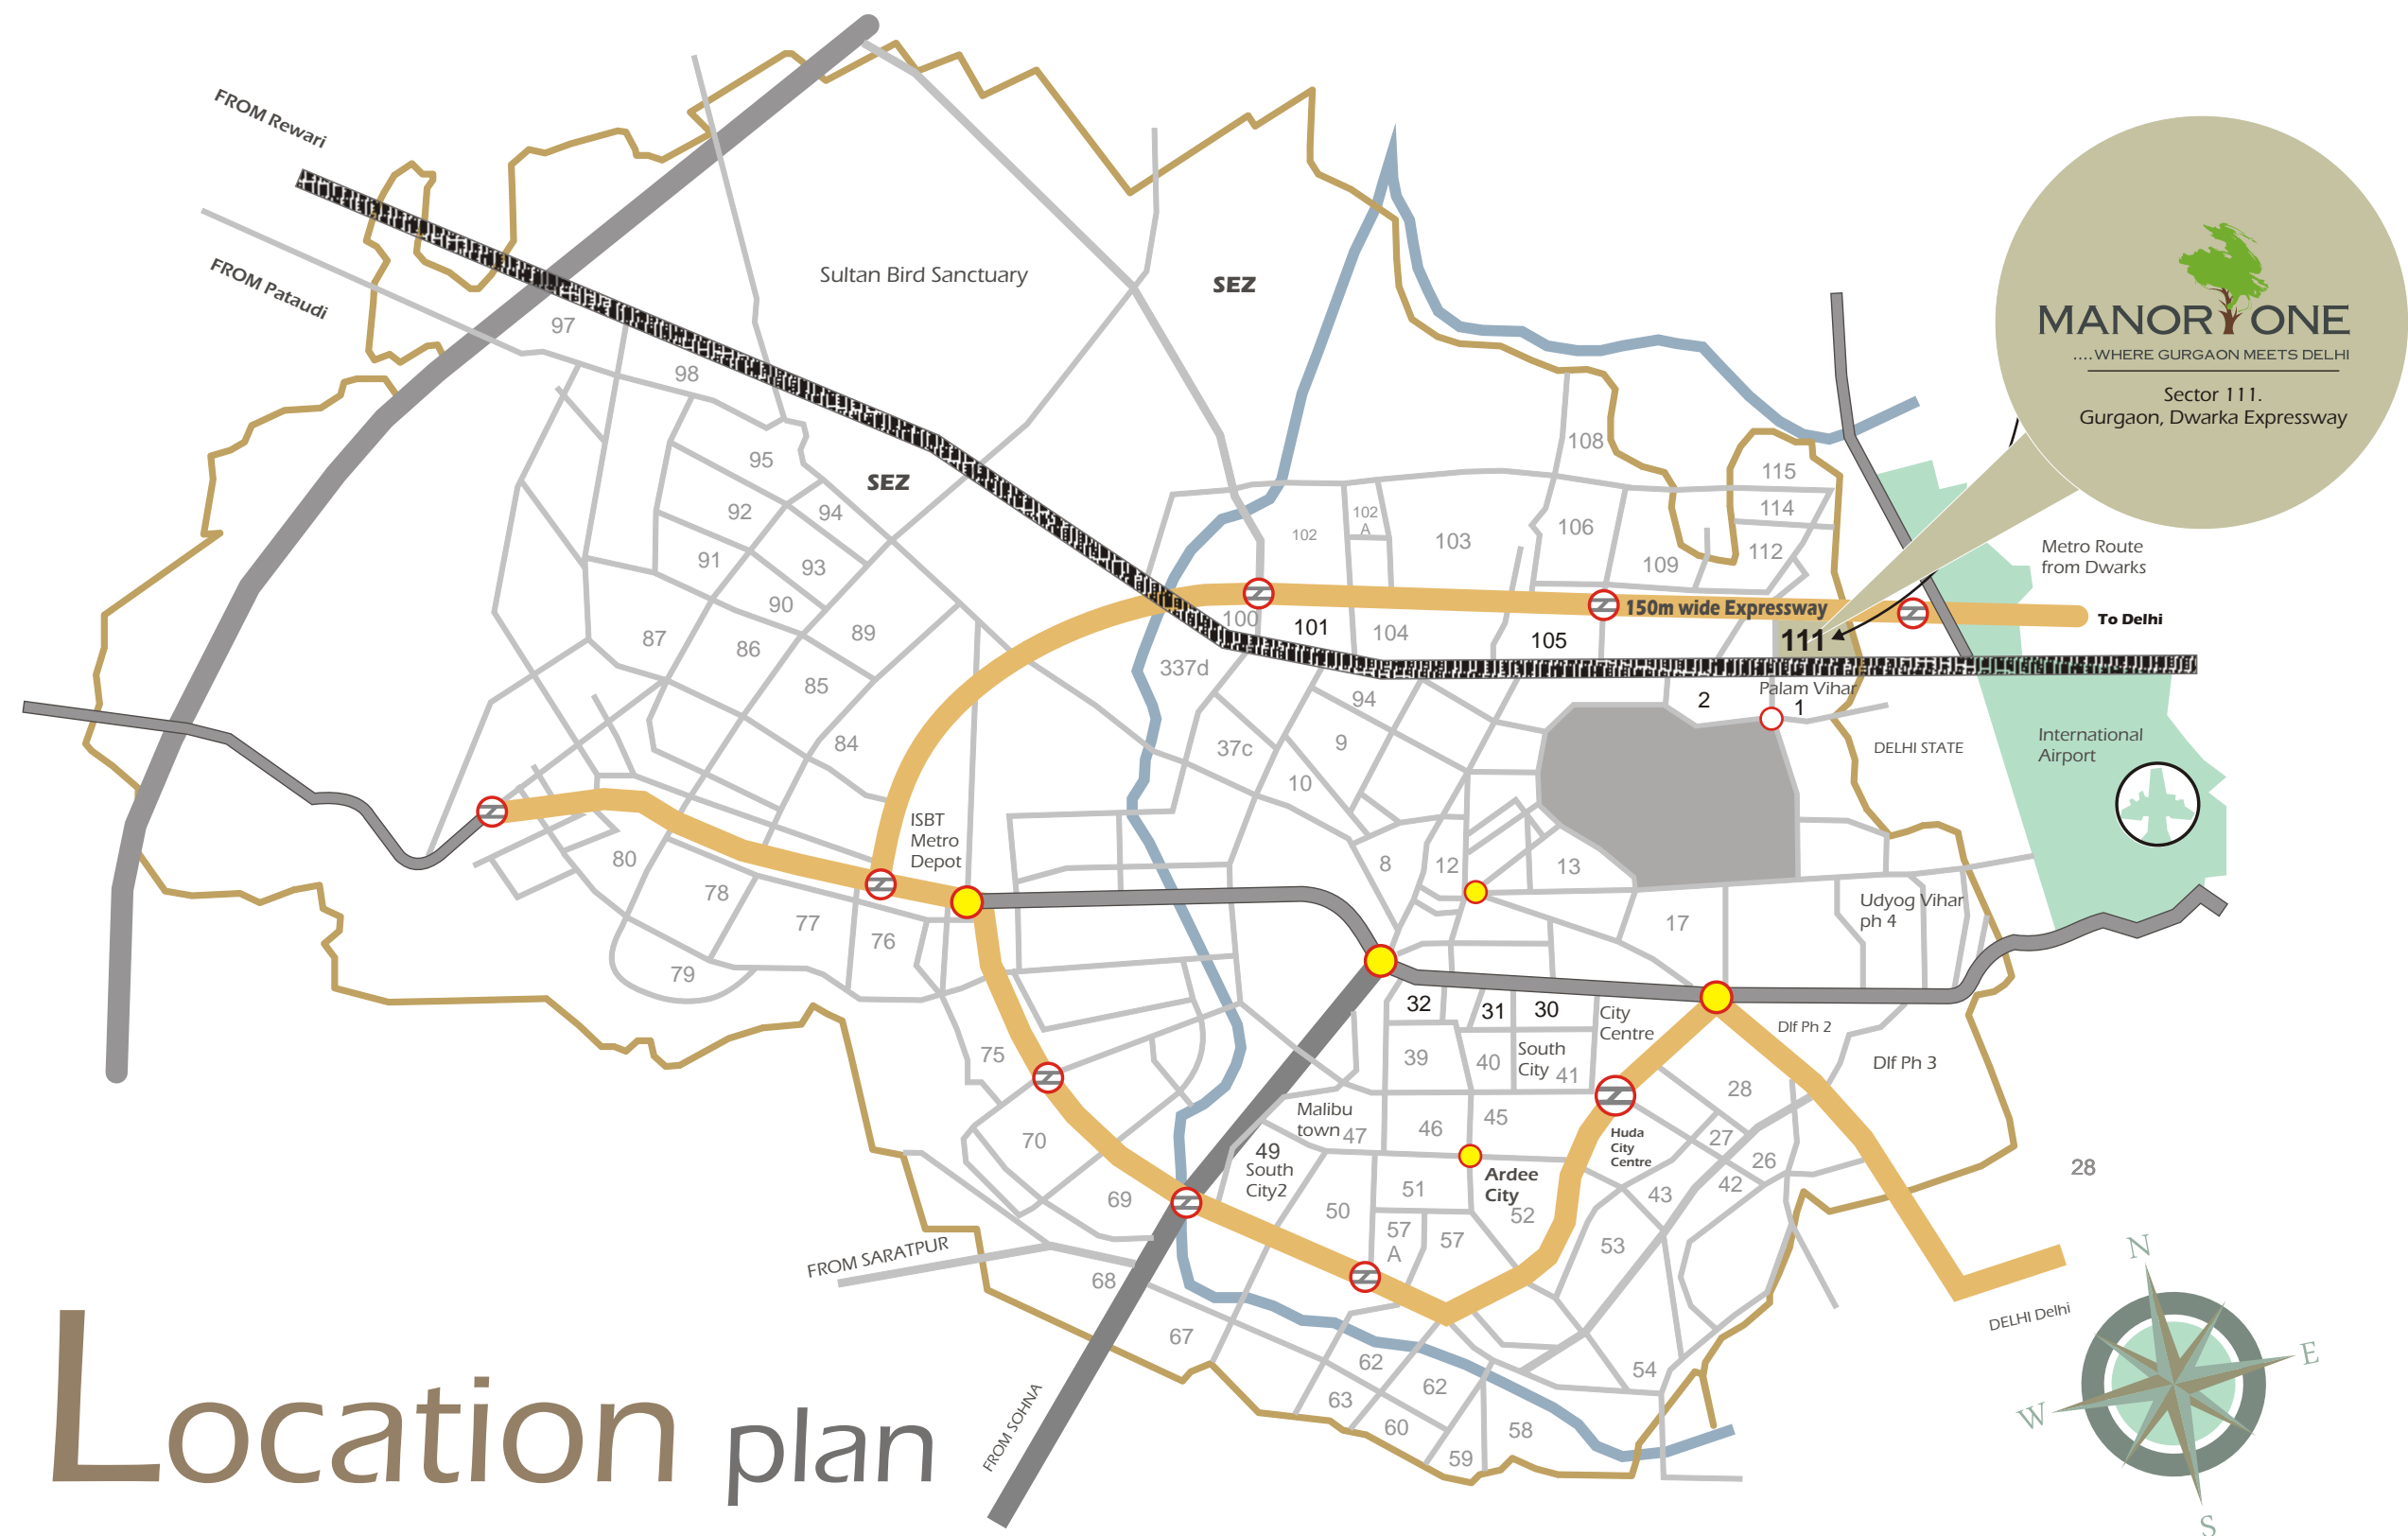 FROM Rewari
FROM Pataudi
Sultan Bird Sanctuary
SEZ
SEZ
MANOR ONE
....WHERE GURGAON MEETS DELHI
Sector 111.
Gurgaon, Dwarka Expressway
Metro Route
from Dwarks
To Delhi
150m wide Expressway
97
98
95
92
94
91
93
90
87
86
89
85
84
108
115
114
112
102
102
A
103
106
109
100
101
104
105
111
337d
37c
94
9
10
2
Palam Vihar
1
DELHI STATE
International
Airport
ISBT
Metro
Depot
80
78
77
76
79
8
12
13
17
Udyog Vihar
ph 4
32
31
30
City
Centre
Dlf Ph 2
Dlf Ph 3
39
40
South
City
41
28
75
70
69
68
67
Malibu
town
47
46
45
Huda
City
Centre
27
26
42
43
28
49
South
City2
50
51
Ardee
City
52
57
A
57
53
54
62
62
63
60
59
58
FROM SARATPUR
FROM SOHNA
DELHI Delhi
N
E
W
S
Location plan